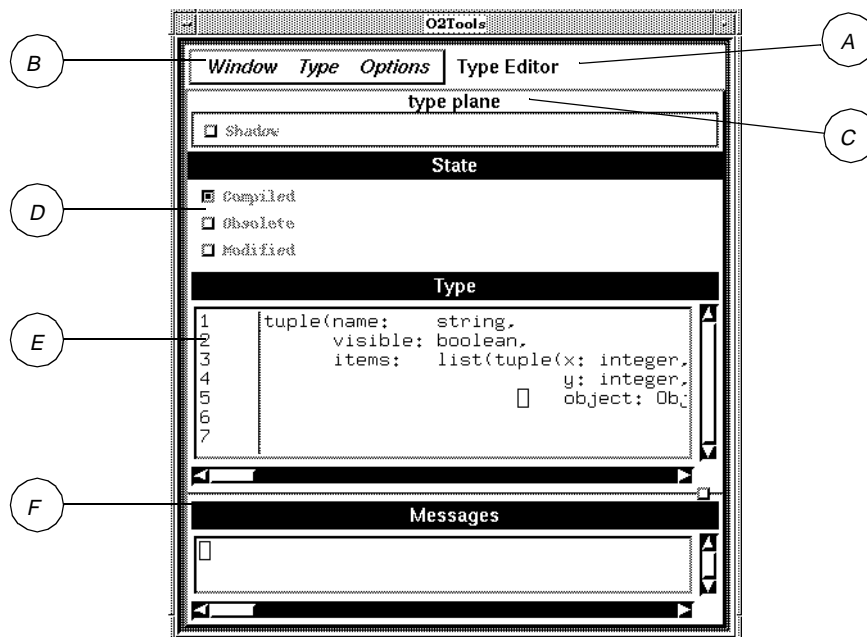 O2Tools
A
B
Window Type Options Type Editor
type plane
C
Shadow
State
D
Compiled
Obsolete
Modified
Type
E
1 tuple(name: string,
2 visible: boolean,
3 items: list(tuple(x: integer,
4 y: integer,
5 object: Obj
6
7
F
Messages